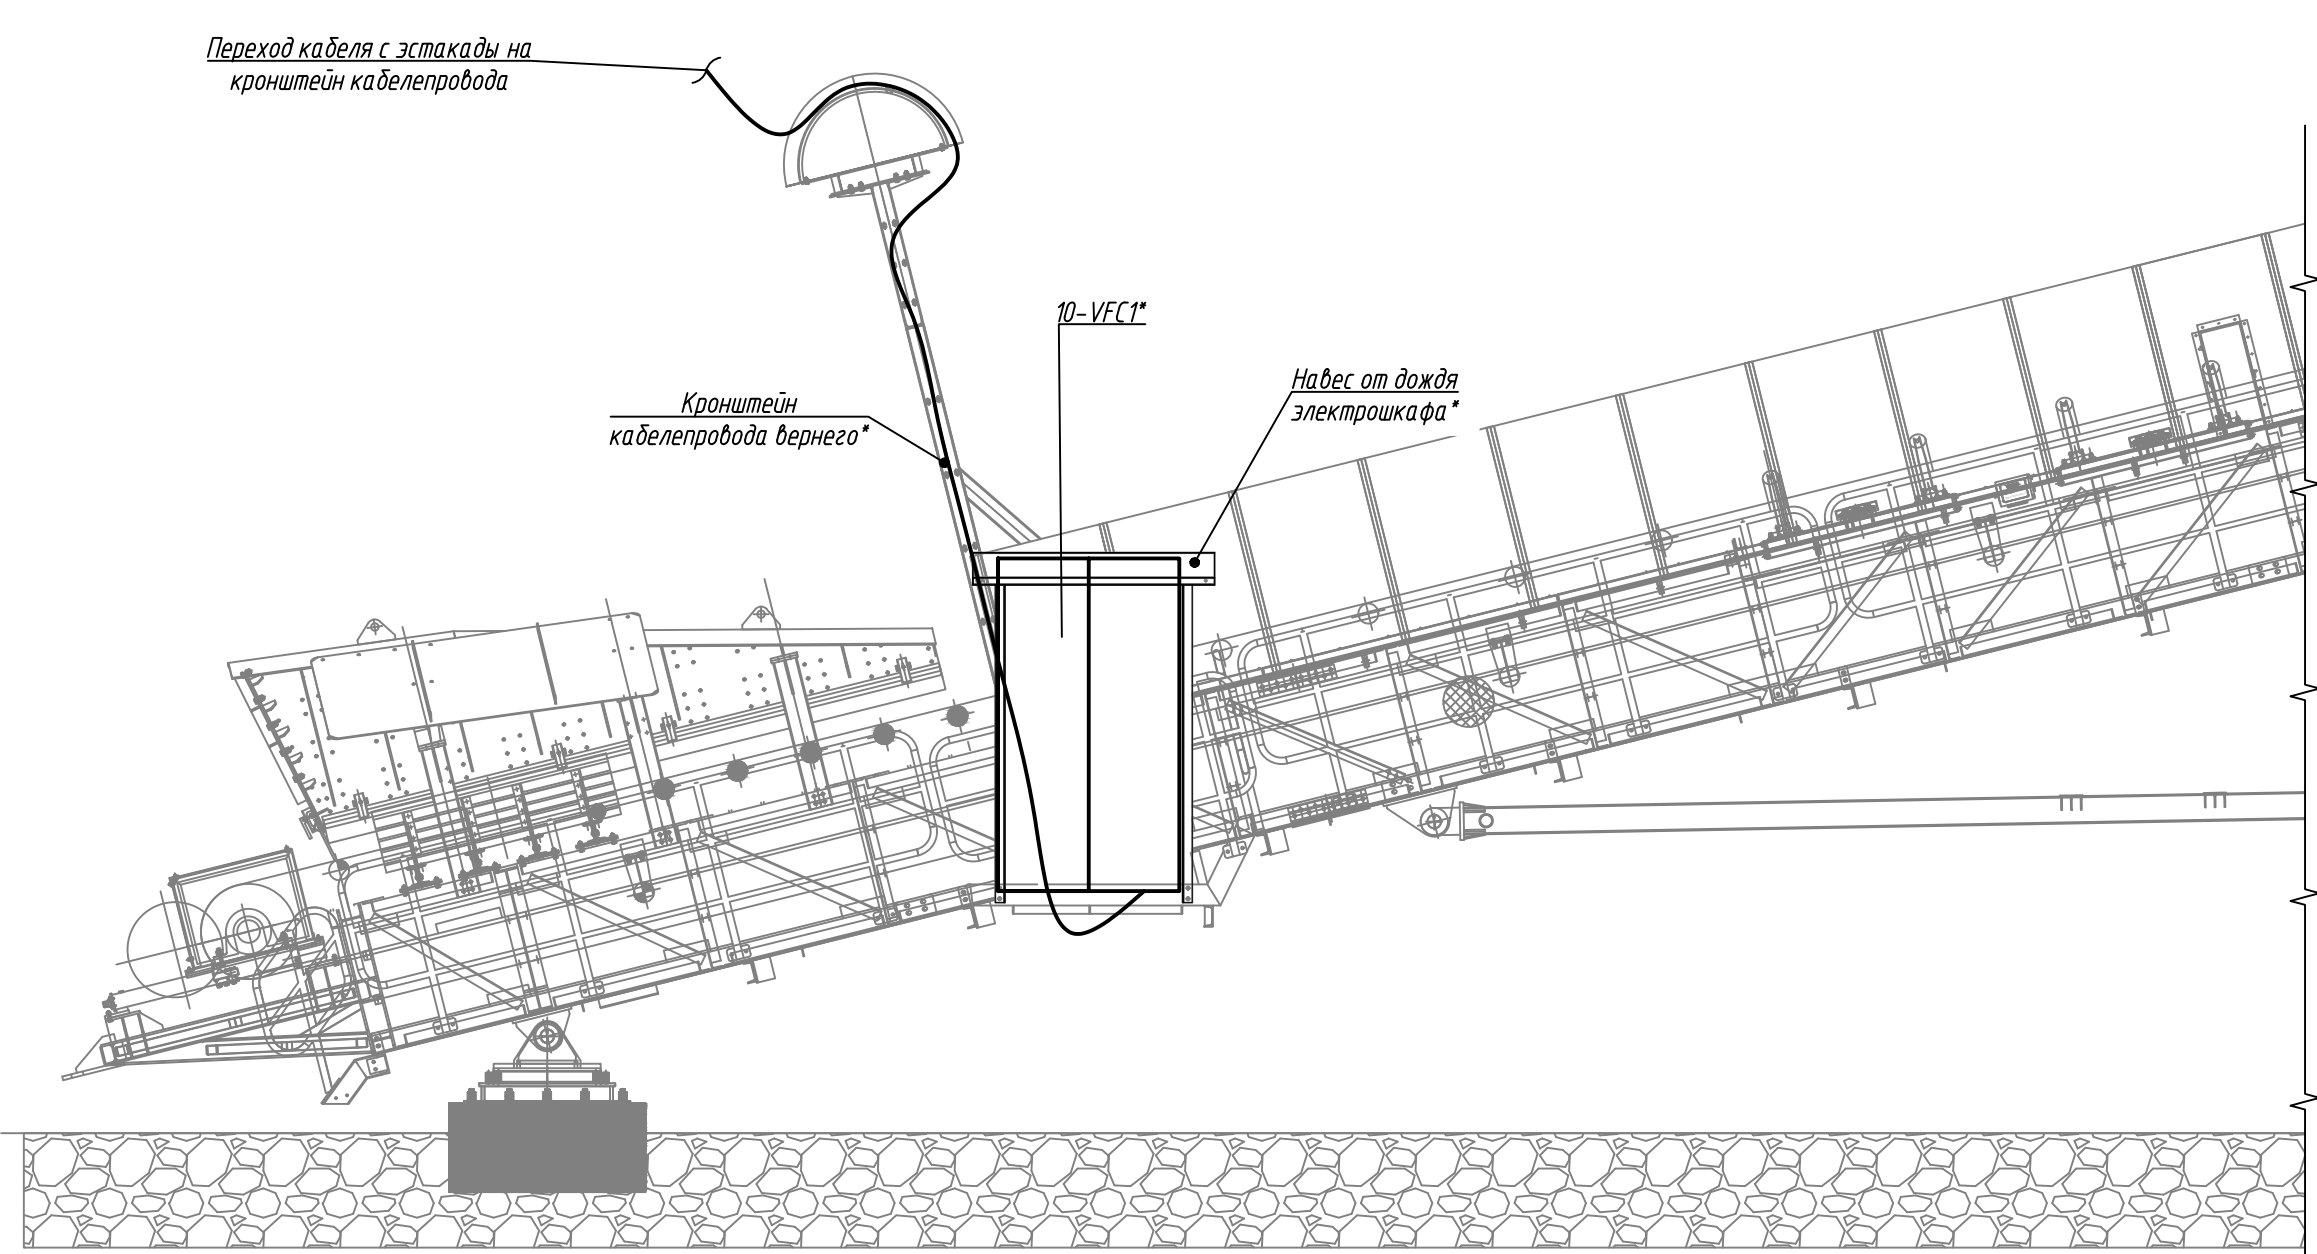 Переход кабеля с эстакады на
кронштейн кабелепровода
10-VFC1*
Навес от дождя
электрошкафа*
Кронштейн
кабелепровода вернего*